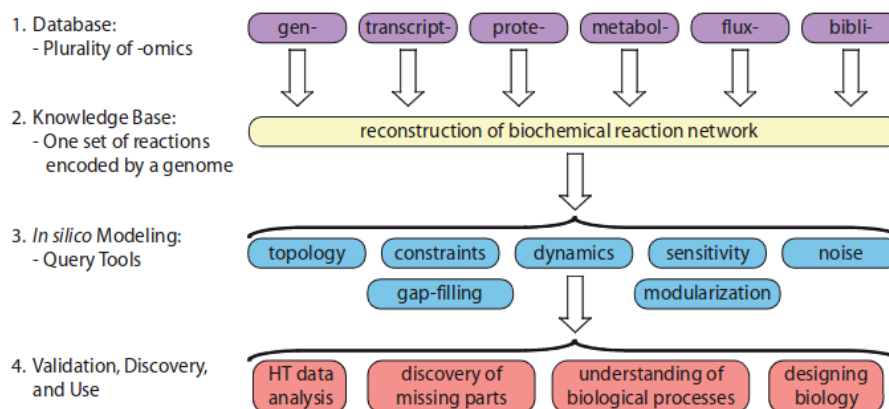 1. Database:
- Plurality of -omics
gen- transcript- prote- metabol- flux- bibli-
2. Knowledge Base:
- One set of reactions
encoded by a genome
reconstruction of biochemical reaction network
3. In silico Modeling:
- Query Tools
topology constraints dynamics sensitivity noise
gap-filling modularization
4. Validation, Discovery,
and Use
HT data
analysis
discovery of
missing parts
understanding of
biological processes
designing
biology